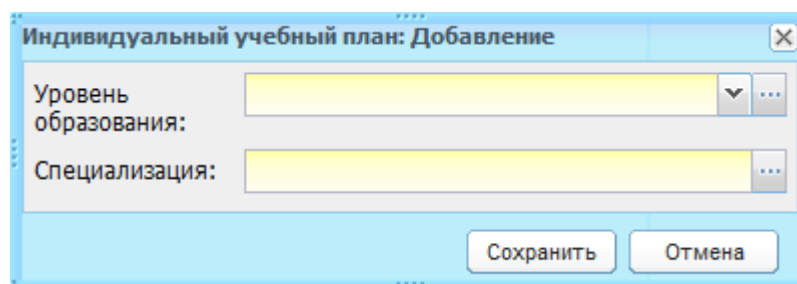 Индивидуальный учебный план: Добавление
Уровень
образования:
Специализация:
Сохранить Отмена